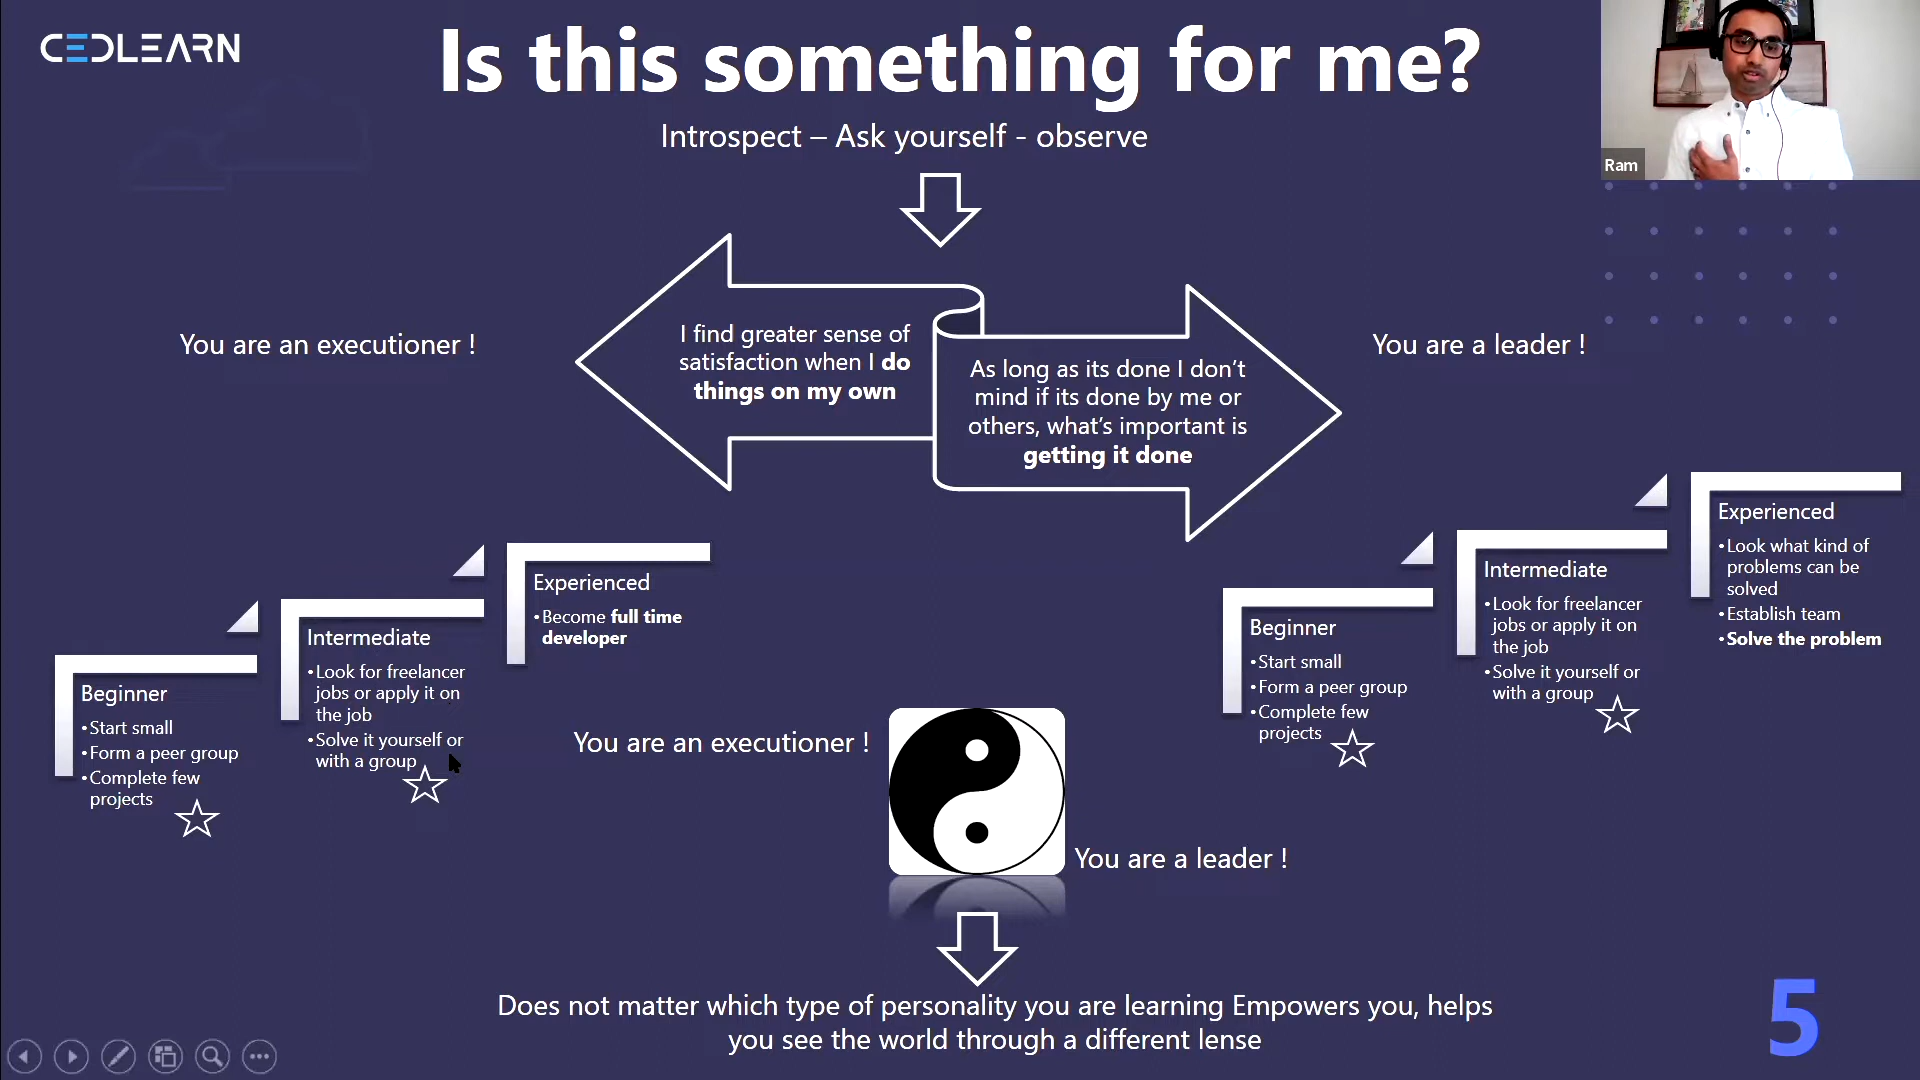 CEDLEARN
Is this something for me?
Ram
Introspect – Ask yourself - observe
You are an executioner !
I find greater sense of
satisfaction when I do
things on my own
As long as its done I don't
mind if its done by me or
others, what's important is
getting it done
You are a leader !
Beginner
•Start small
•Form a peer group
•Complete few
projects
Intermediate
•Look for freelancer
jobs or apply it on
the job
•Solve it yourself or
with a group
Experienced
•Become full time
developer
Beginner
•Start small
•Form a peer group
•Complete few
projects
Intermediate
•Look for freelancer
jobs or apply it on
the job
•Solve it yourself or
with a group
Experienced
•Look what kind of
problems can be
solved
•Establish team
•Solve the problem
You are an executioner !
You are a leader !
Does not matter which type of personality you are learning Empowers you, helps
you see the world through a different lense
5